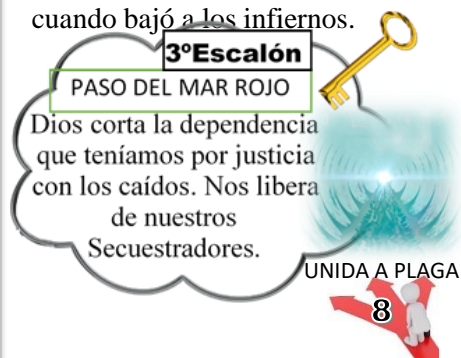 cuando bajó a los infiernos.
3ºEscalón
PASO DEL MAR ROJO
Dios corta la dependencia
que teníamos por justicia
con los caídos. Nos libera
de nuestros
Secuestradores.
UNIDA A PLAGA
8